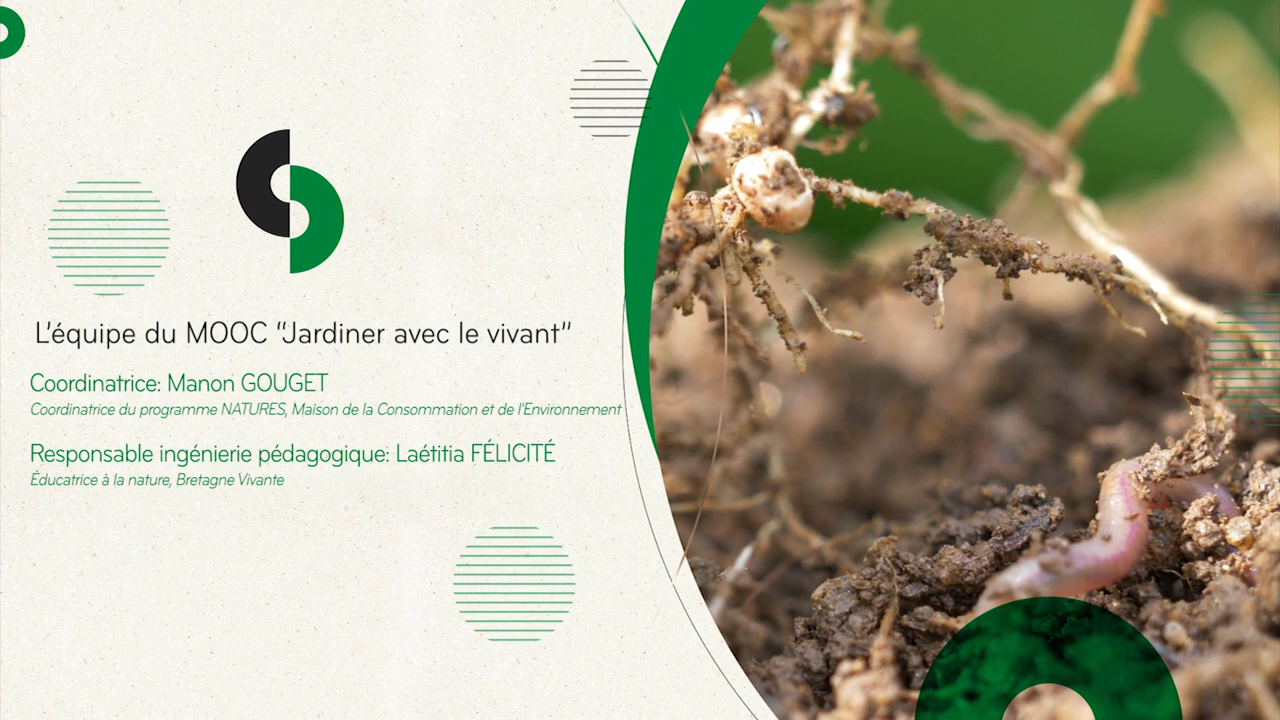 L'équipe du MOOC "Jardiner avec le vivant"
Coordinatrice: Manon GOUGET
Coordinatrice du programme NATURES, Maison de la Consommation et de l'Environnement
Responsable ingénierie pédagogique: Laétitia FÉLICITÉ
Éducatrice à la nature, Bretagne Vivante